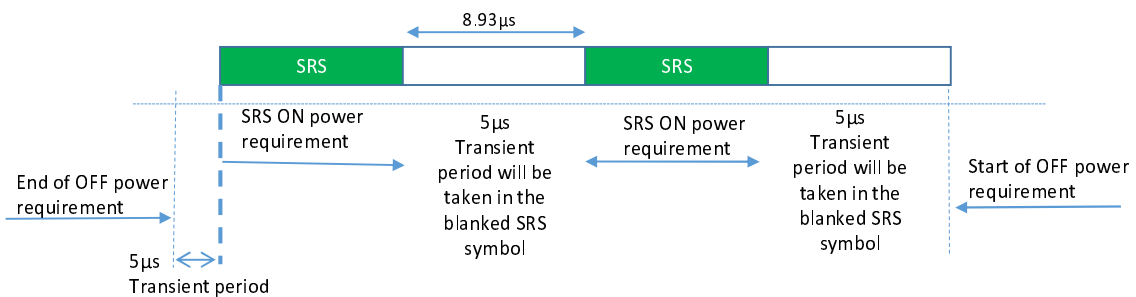 8.93µs
SRS
SRS
SRS ON power
requirement
5µs
Transient
period will be
taken in the
blanked SRS
symbol
SRS ON power
requirement
5µs
Transient
period will be
taken in the
blanked SRS
symbol
End of OFF power
requirement
Start of OFF power
requirement
5µs
Transient period